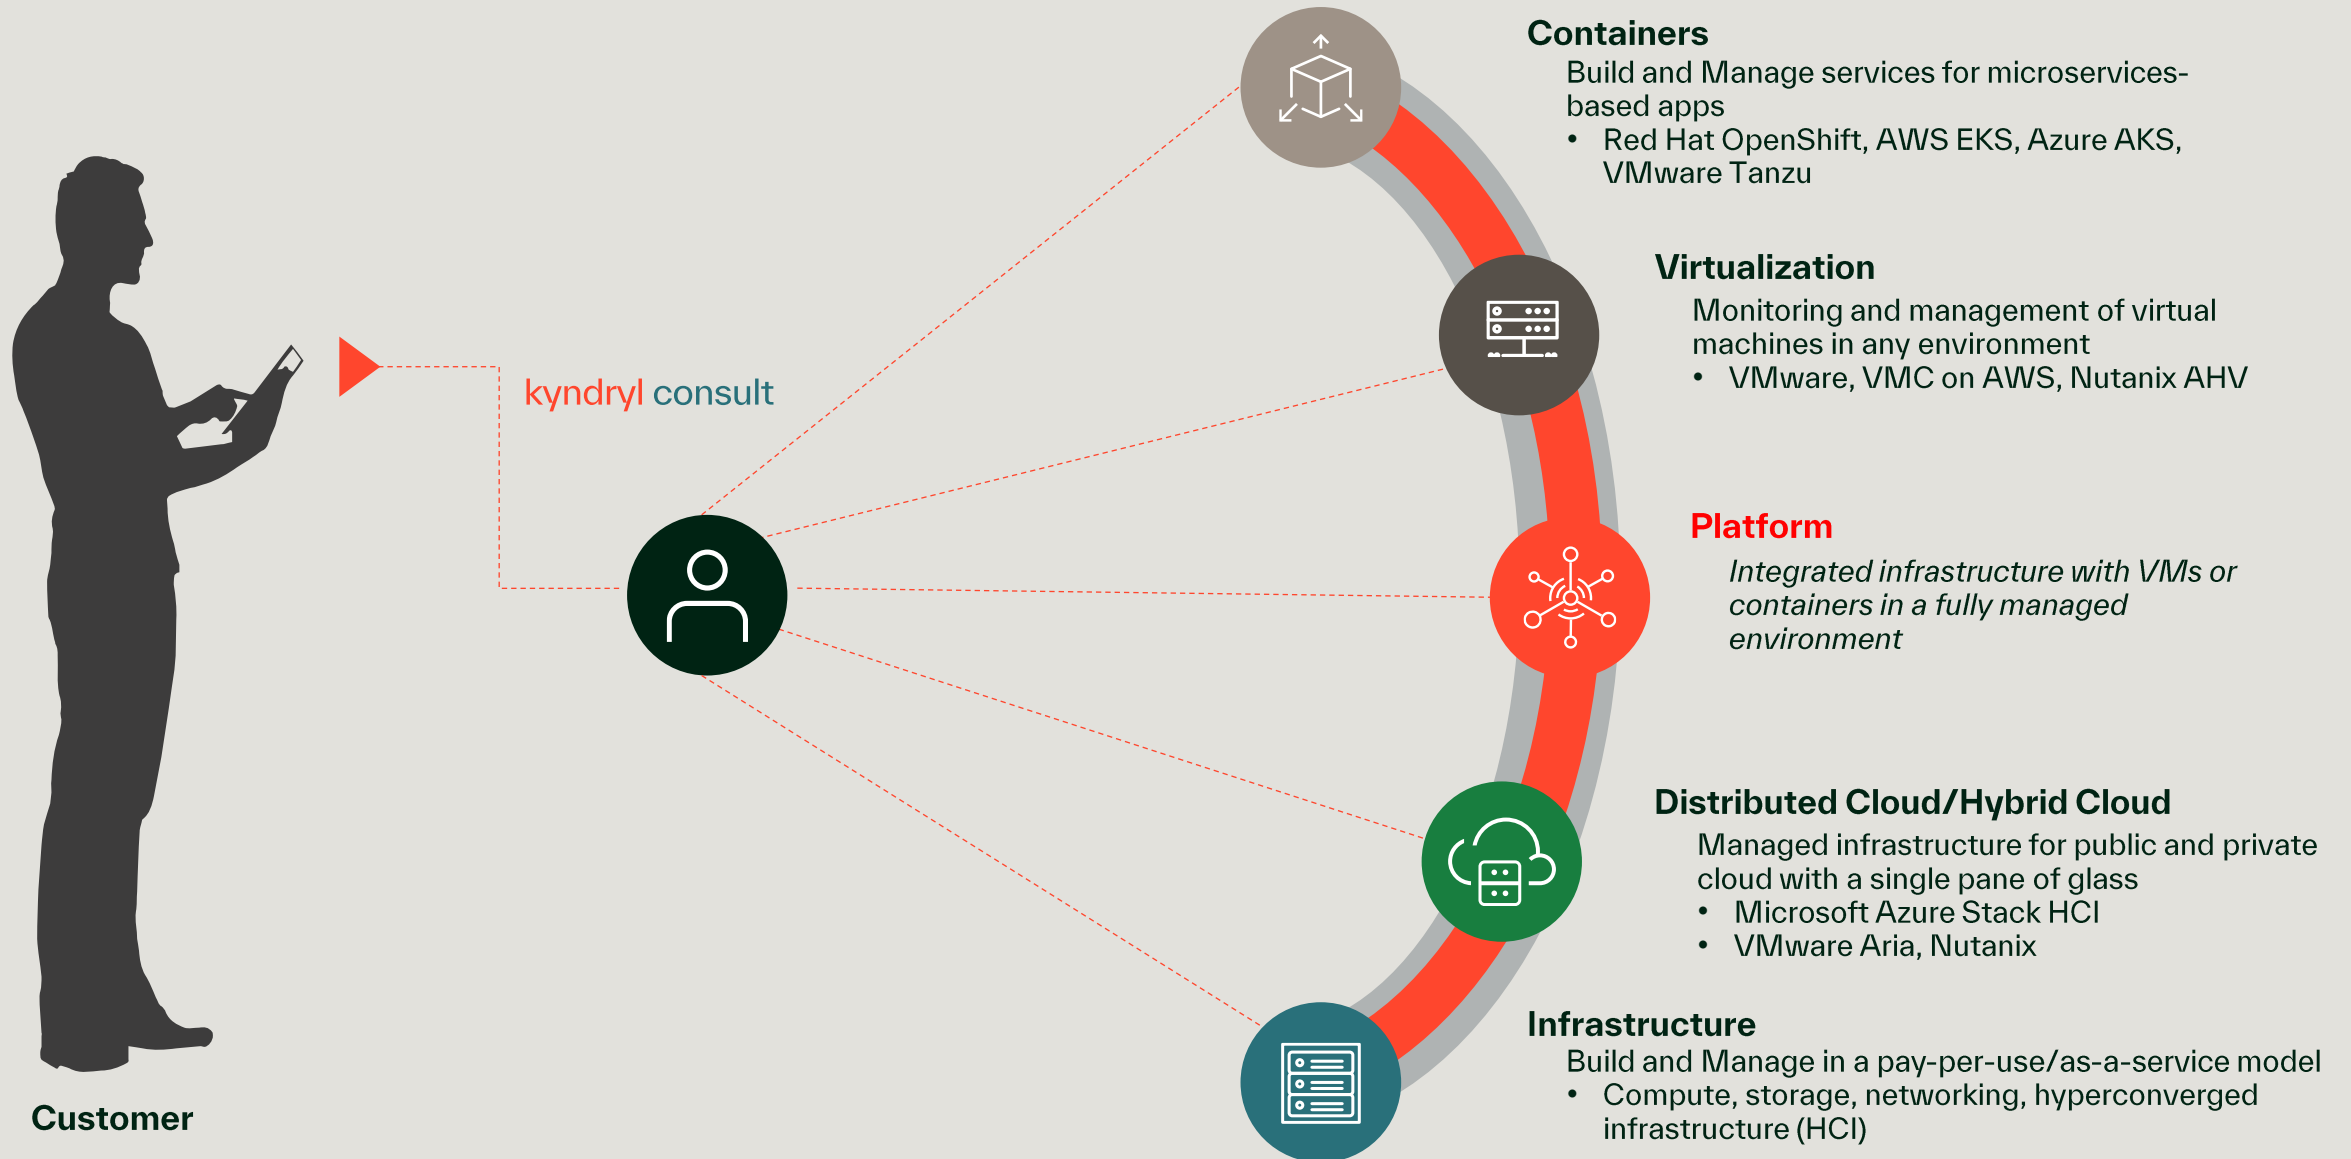 Containers
Build and Manage services for microservices-
based apps
• Red Hat OpenShift, AWS EKS, Azure AKS,
VMware Tanzu
Virtualization
Monitoring and management of virtual
machines in any environment
• VMware, VMC on AWS, Nutanix AHV
kyndryl consult
Platform
Integrated infrastructure with VMs or
containers in a fully managed
environment
Distributed Cloud/Hybrid Cloud
Managed infrastructure for public and private
cloud with a single pane of glass
• Microsoft Azure Stack HCI
• VMware Aria, Nutanix
Infrastructure
Build and Manage in a pay-per-use/as-a-service model
• Compute, storage, networking, hyperconverged
infrastructure (HCI)
Customer